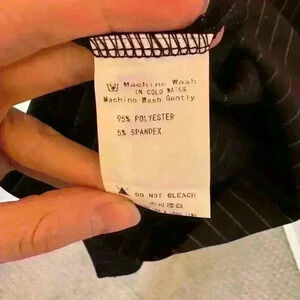 Machine Wash
IN COLD WATER
Machine Wash Gently
95% POLYESTER
5% SPANDEX
DO NOT BLEACH